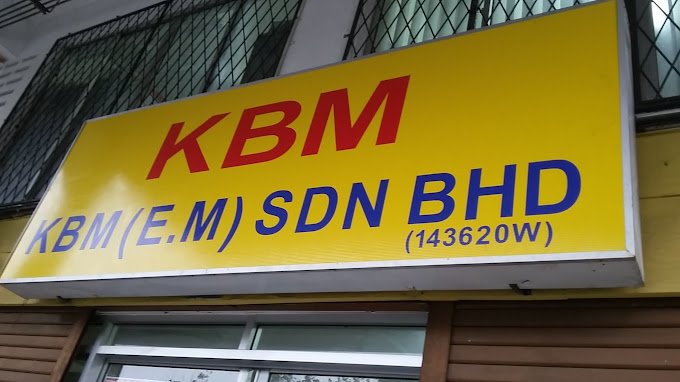 KBM
KBM (E.M) SDN BHD
(143620W)